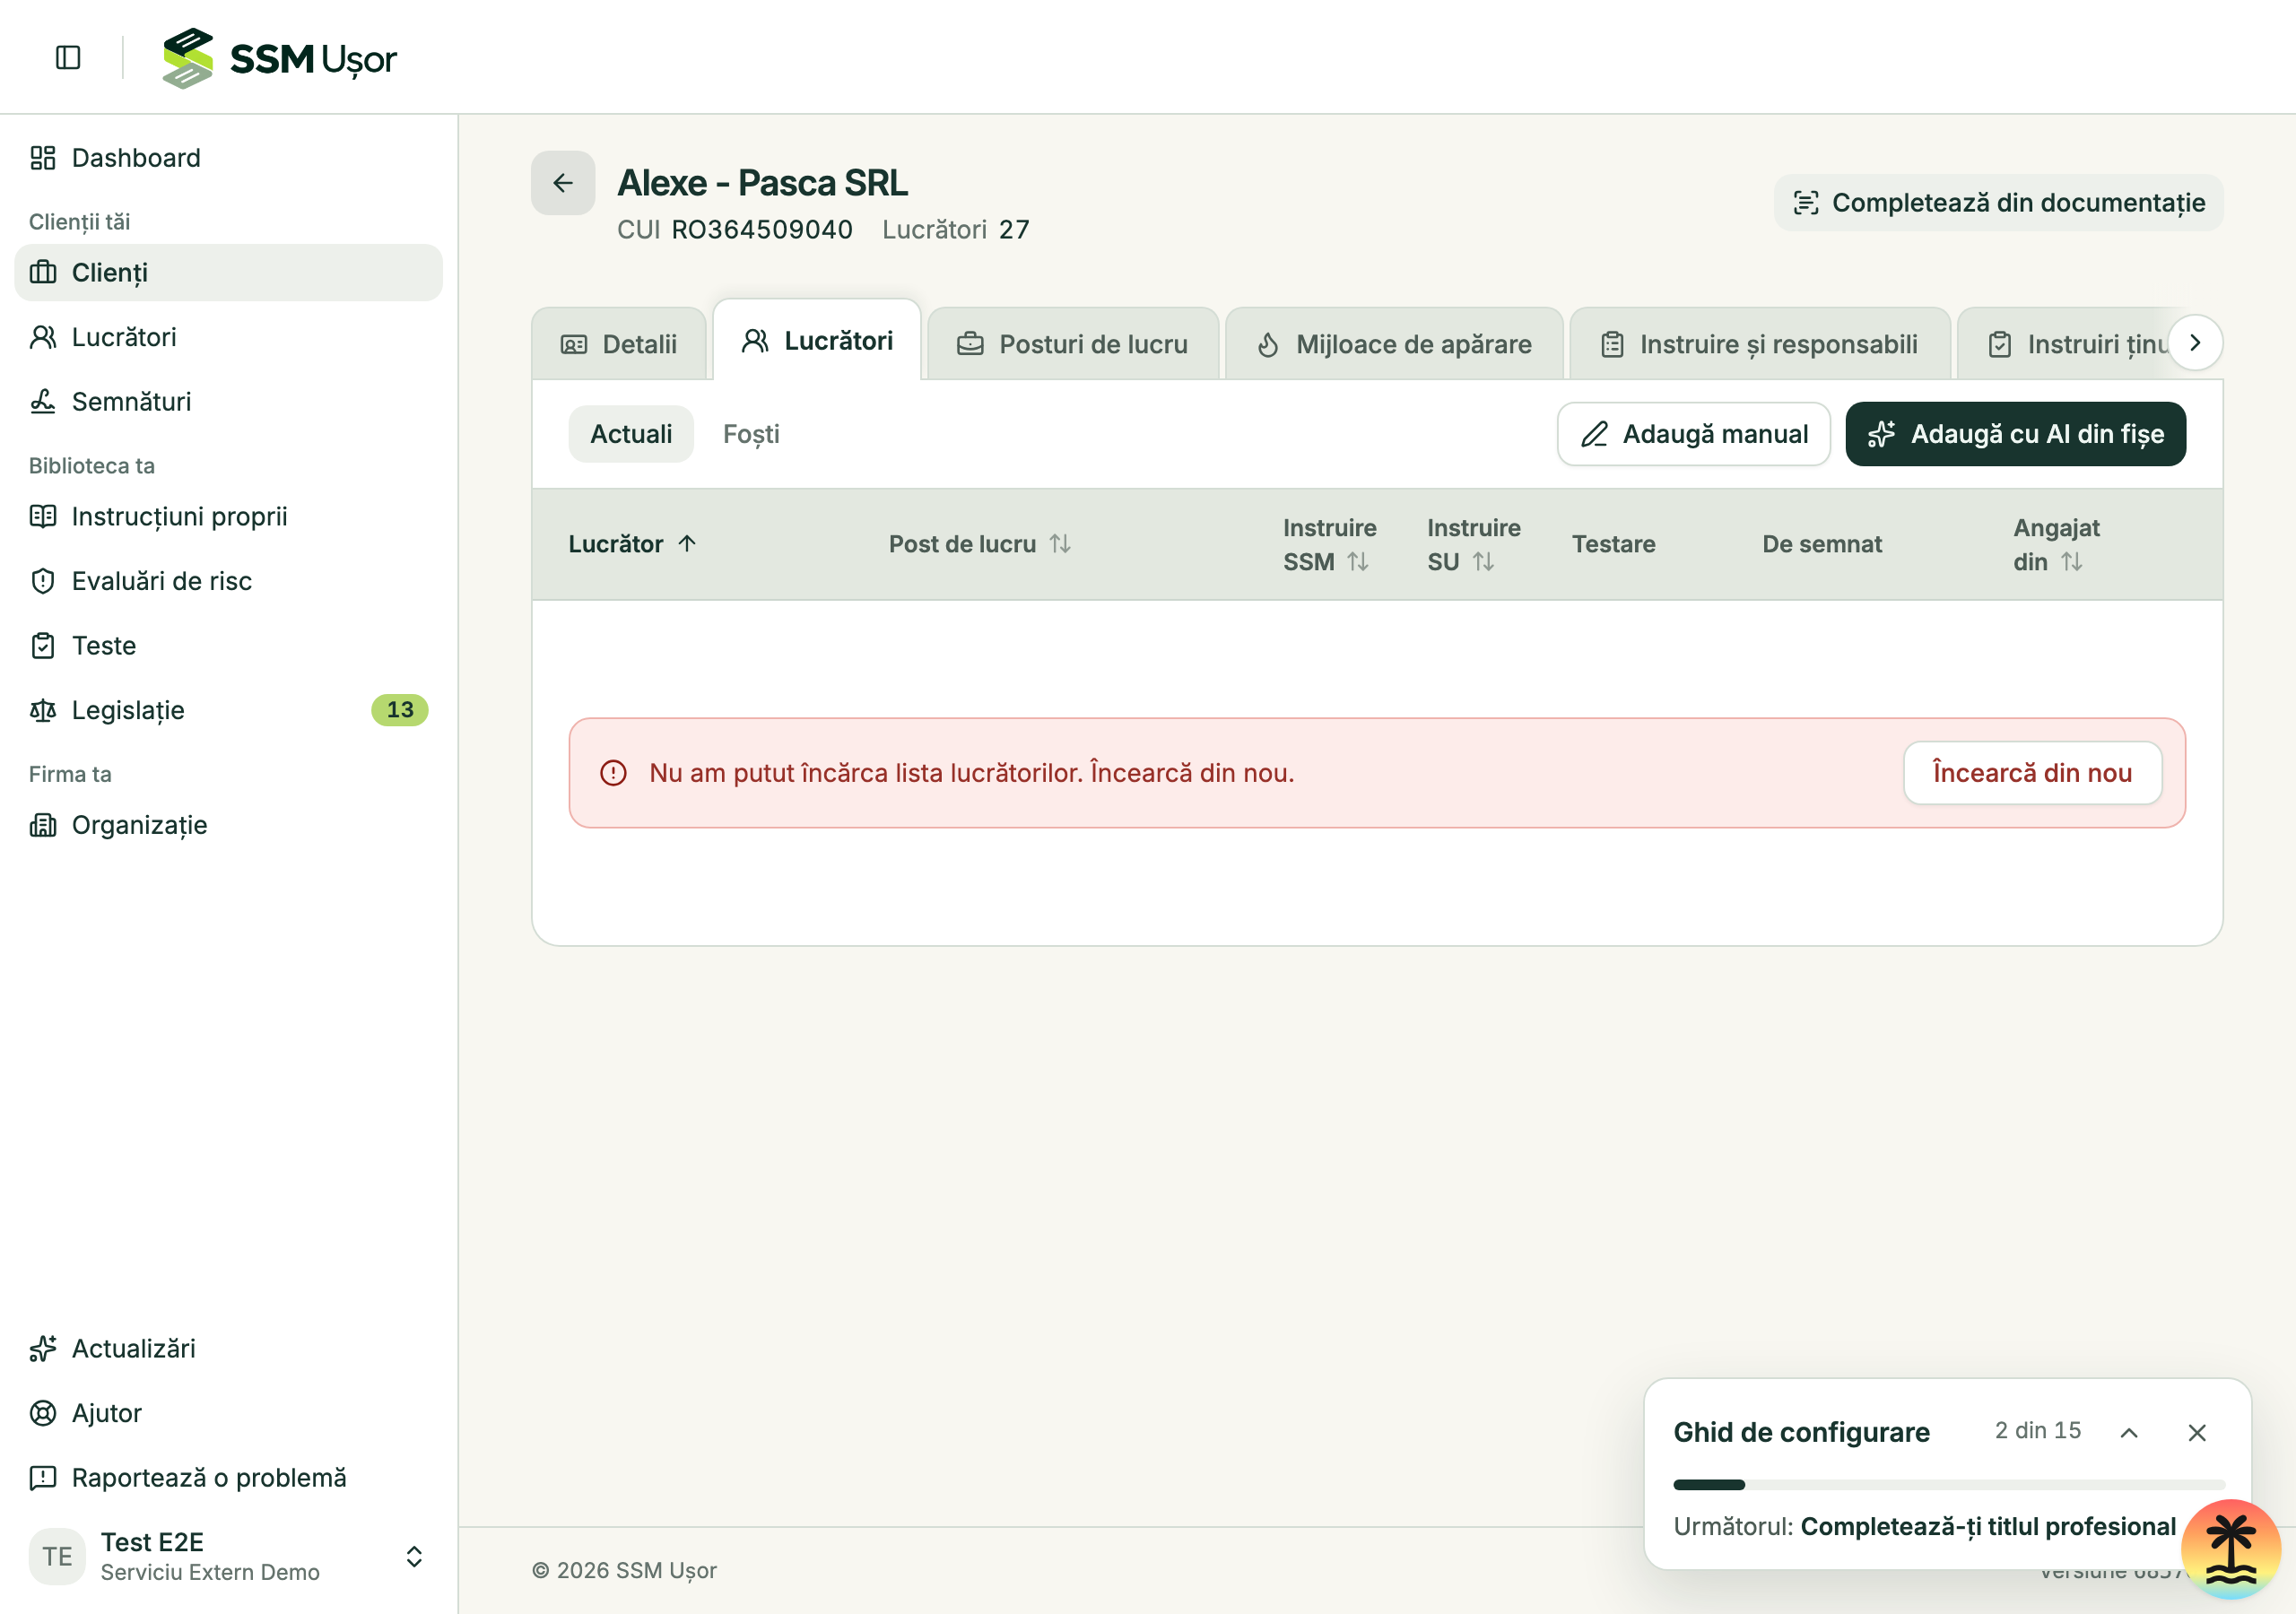 SSM Ușor
Dashboard
Clienții tăi
Clienți
Lucrători
Semnături
Biblioteca ta
Instrucțiuni proprii
Evaluări de risc
Teste
Legislație 13
Firma ta
Organizație
Actualizări
Ajutor
Raportează o problemă
TE
Test E2E
Serviciu Extern Demo
Alexe - Pasca SRL
CUI RO364509040 Lucrători 27
Completează din documentație
Detalii
Lucrători
Posturi de lucru
Mijloace de apărare
Instruire și responsabili
Instruiri
Actuali
Foști
Adaugă manual
Adaugă cu AI din fișe
Lucrător
Post de lucru
Instruire
SSM
Instruire
SU
Testare
De semnat
Angajat
din
Nu am putut încărca lista lucrătorilor. Încearcă din nou.
Încearcă din nou
Ghid de configurare
2 din 15
Următorul: Completează-ți titlul profesional
© 2026 SSM Ușor